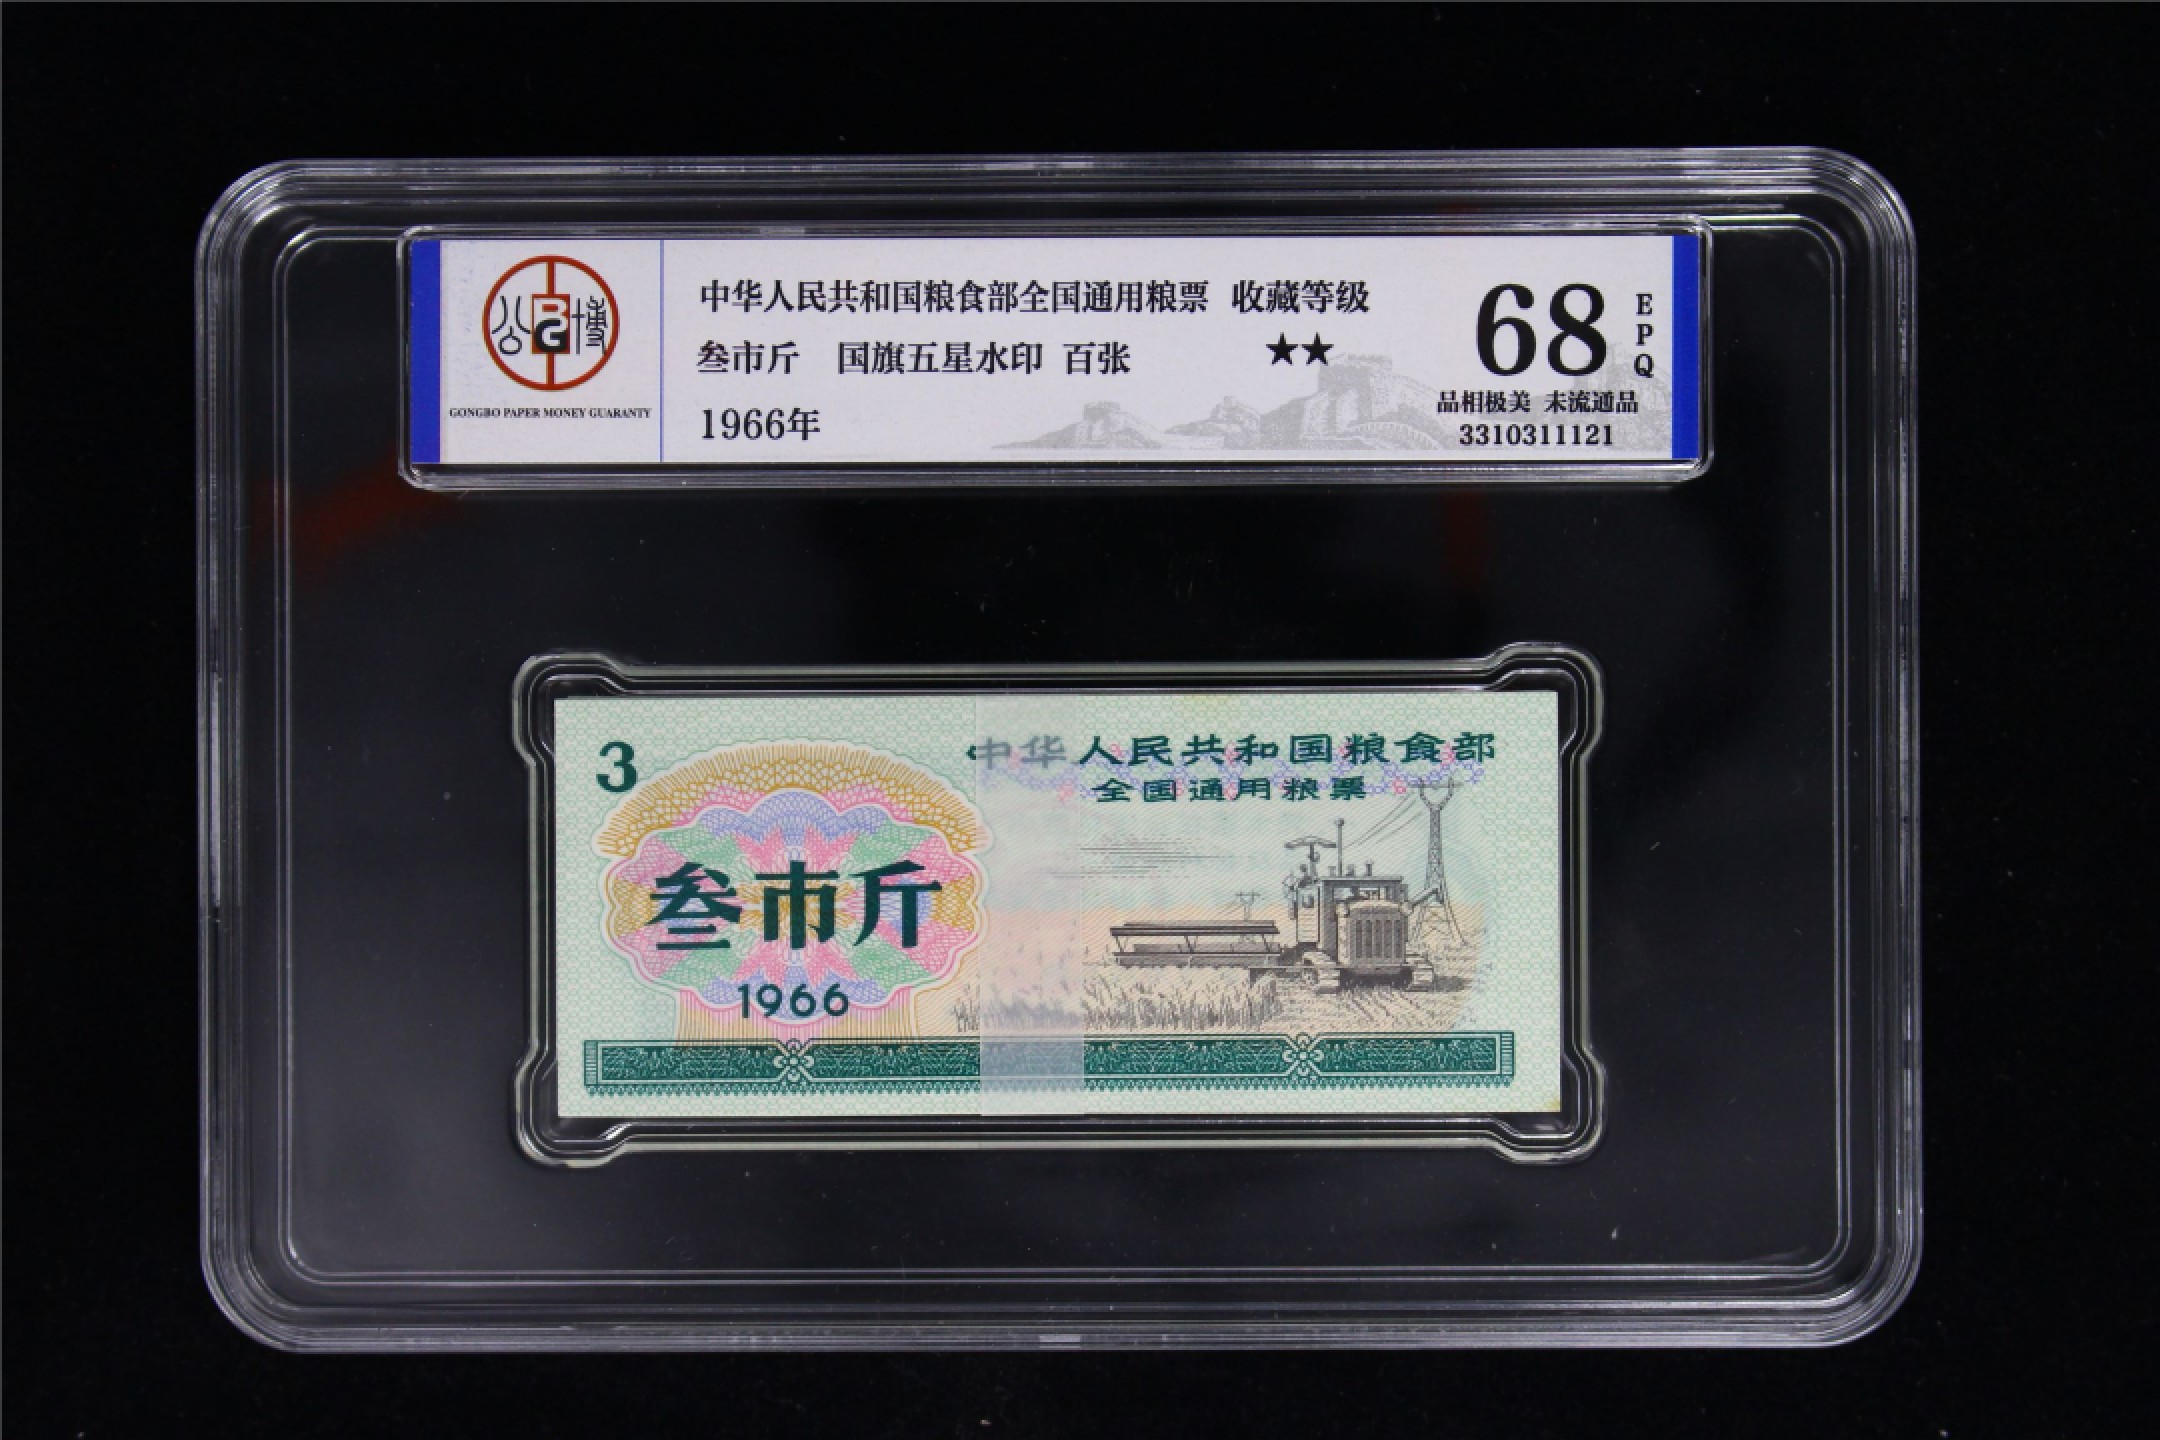 公博
BG
GONGBO PAPER MONEY GUARANTY
中华人民共和国粮食部全国通用粮票 收藏等级
叁市斤 国旗五星水印 百张 ★★
1966年
68 EPQ
品相极美 未流通品
3310311121
3
中华人民共和国粮食部
全国通用粮票
叁市斤
1966